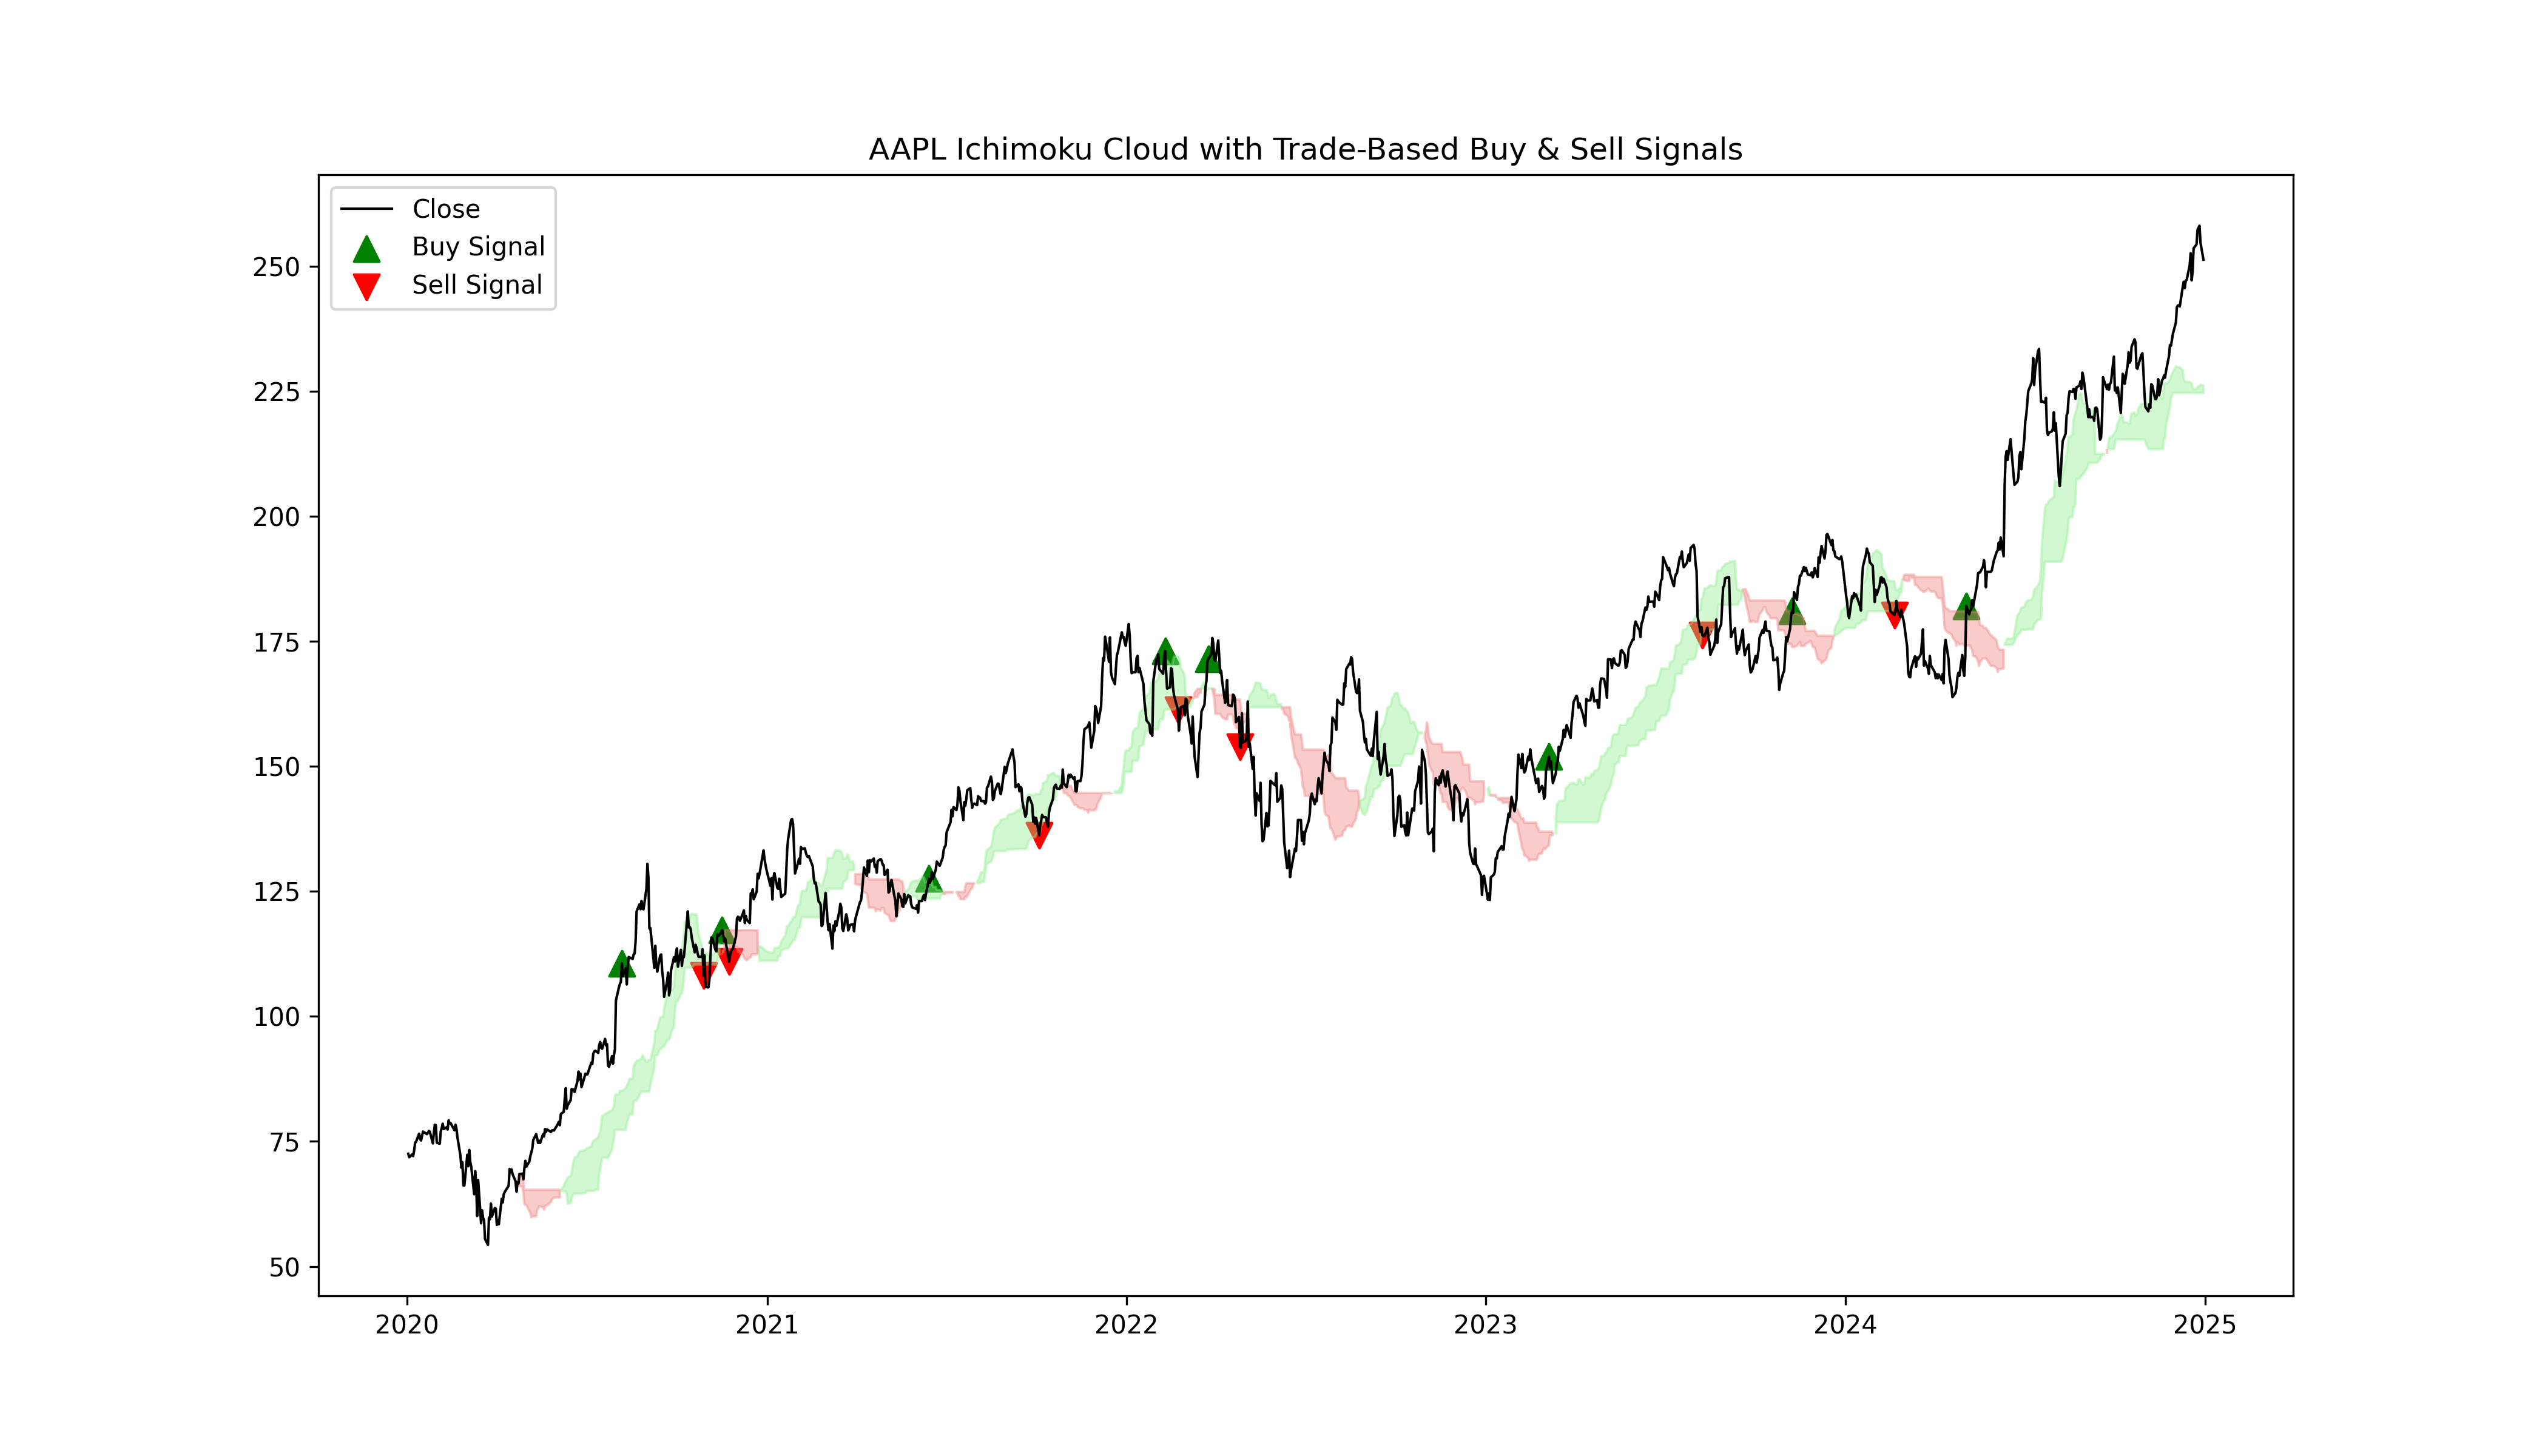 AAPL Ichimoku Cloud with Trade-Based Buy & Sell Signals
Close
Buy Signal
Sell Signal
250
225
200
175
150
125
100
75
50
2020 2021 2022 2023 2024 2025